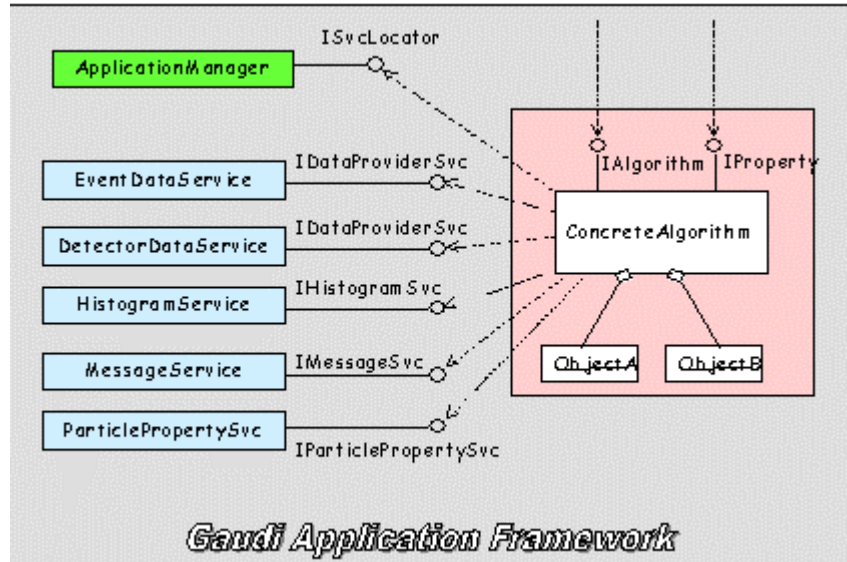 ISvcLocator
ApplicationManager
IDataProviderSvc
IAlgorithm IProperty
EventDataService
ConcreteAlgorithm
IDataProviderSvc
DetectorDataService
IHistogramSvc
HistogramService
IMessageSvc
ObjectA ObjectB
MessageService
ParticlePropertySvc
IParticlePropertySvc
Gaudi Application Framework